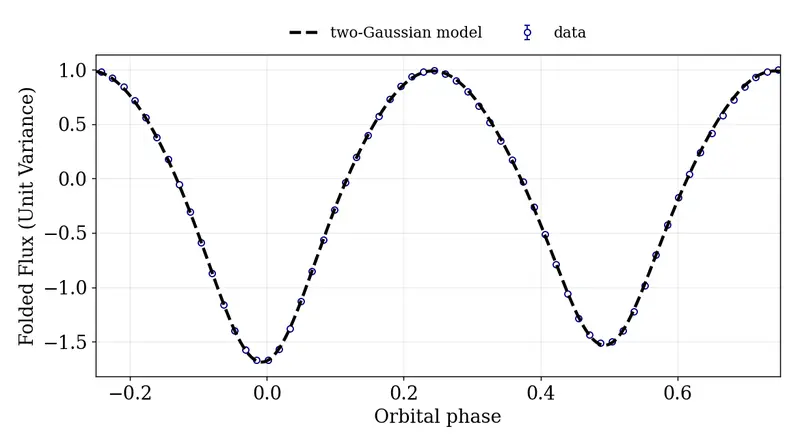 two-Gaussian model data
1.0
0.5
0.0
−0.5
−1.0
−1.5
Folded Flux (Unit Variance)
−0.2 0.0 0.2 0.4 0.6
Orbital phase